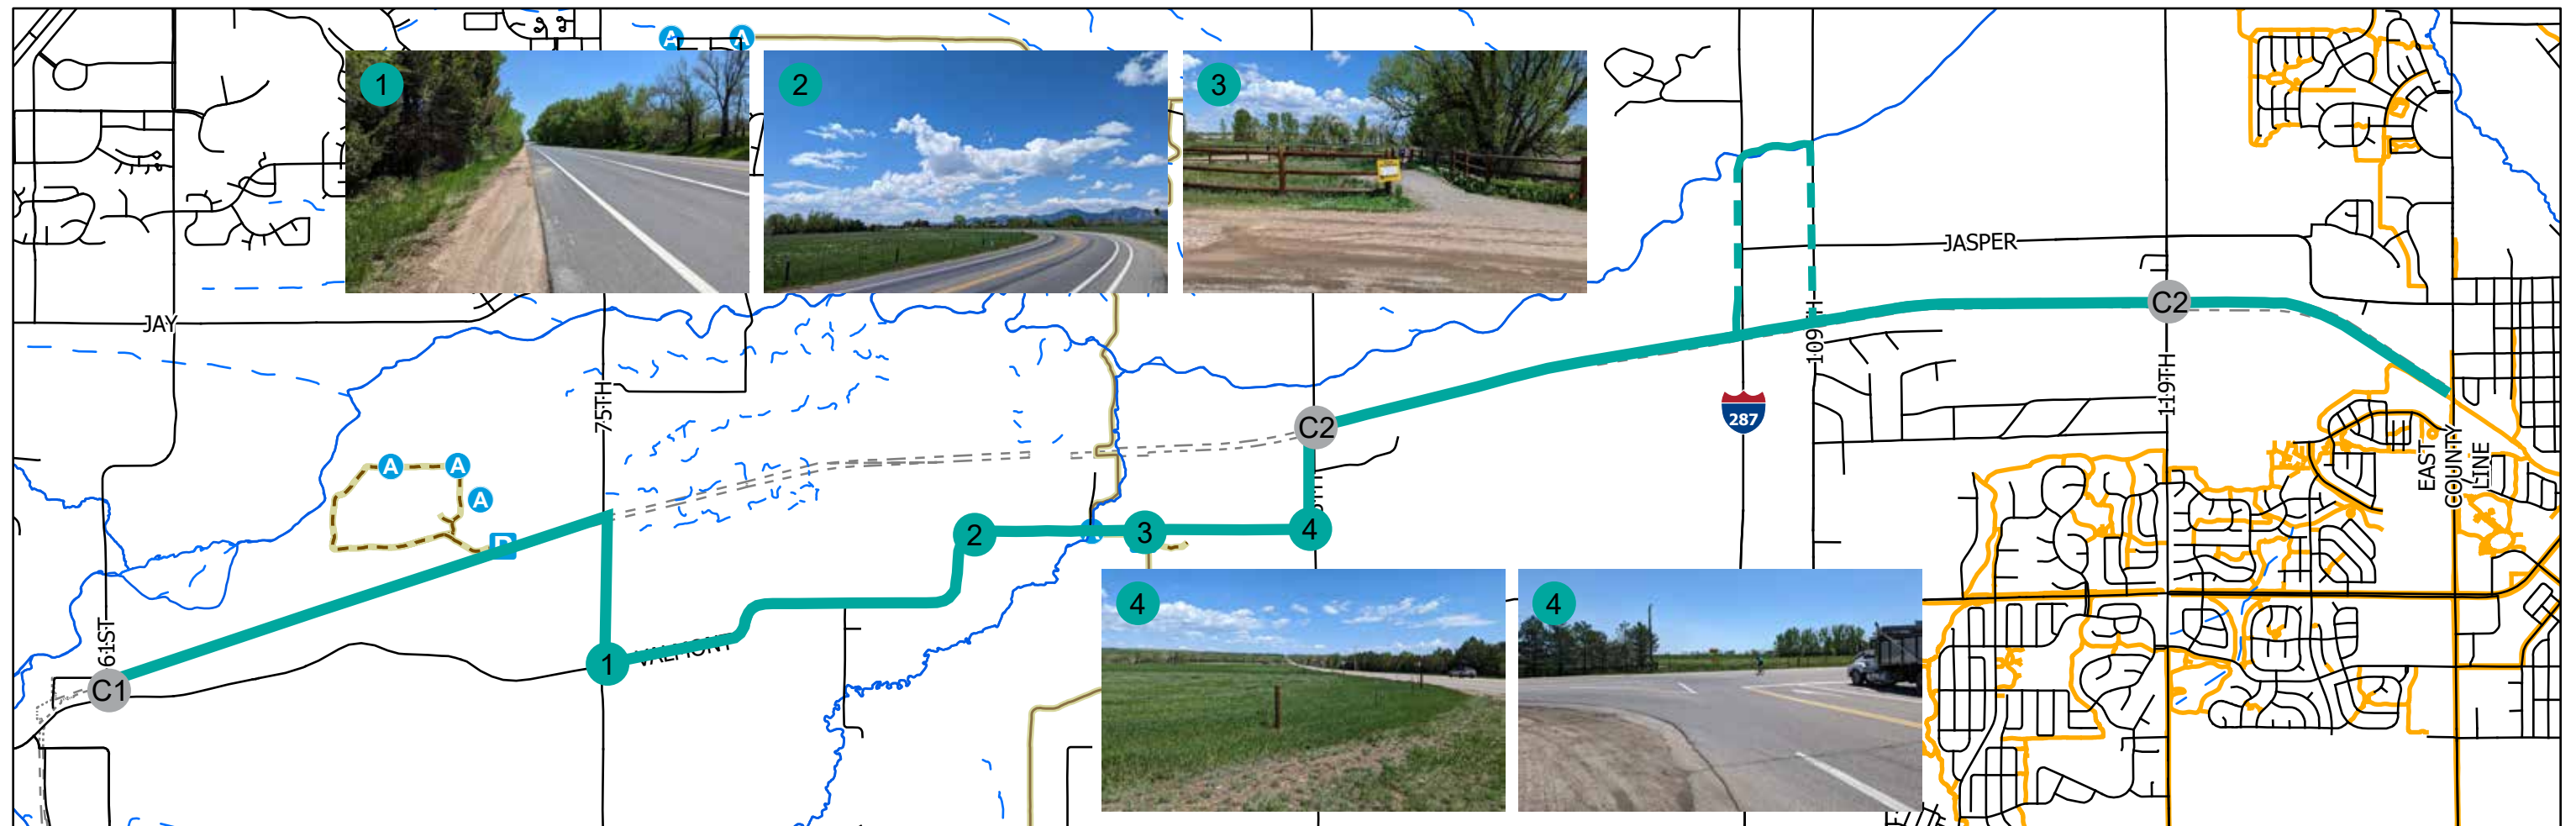 A
A
1
2
3
JASPER
JAY
C2
109TH
75TH
119TH
287
C2
A
A
A
EAST
COUNTY
LINE
P
2
3
4
61ST
1
VALMONT
4
4
C1